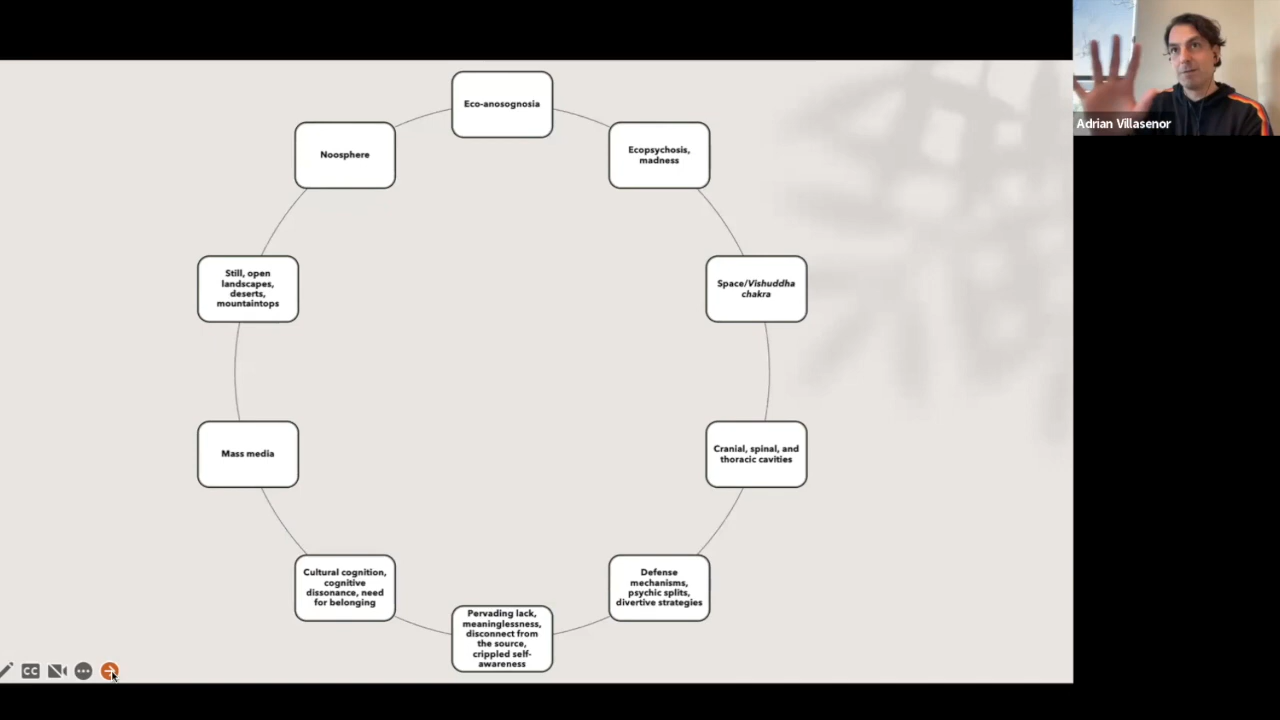 Eco-anosognosia
Noosphere
Ecopsychosis,
madness
Still, open
landscapes,
deserts,
mountaintops
Space/Vishuddha
chakra
Mass media
Cranial, spinal, and
thoracic cavities
Cultural cognition,
cognitive
dissonance, need
for belonging
Defense
mechanisms,
psychic splits,
divertive strategies
Pervading lack,
meaninglessness,
disconnect from
the source,
crippled self-
awareness
Adrian Villasenor
CC